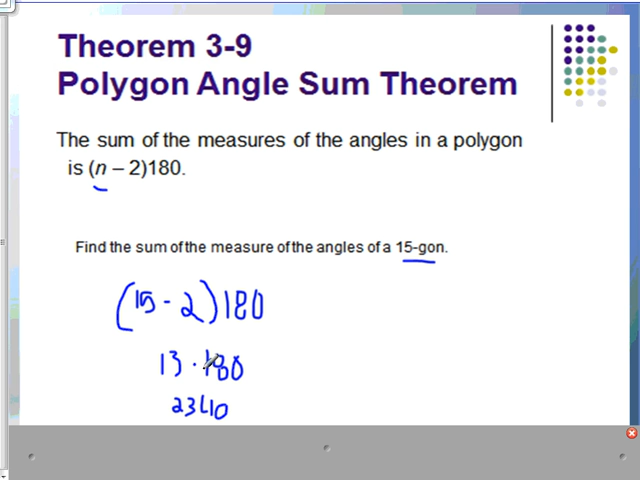 Theorem 3-9
Polygon Angle Sum Theorem
The sum of the measures of the angles in a polygon
is (n – 2)180.
Find the sum of the measure of the angles of a 15-gon.
(15 - 2)180
13 · 180
2340